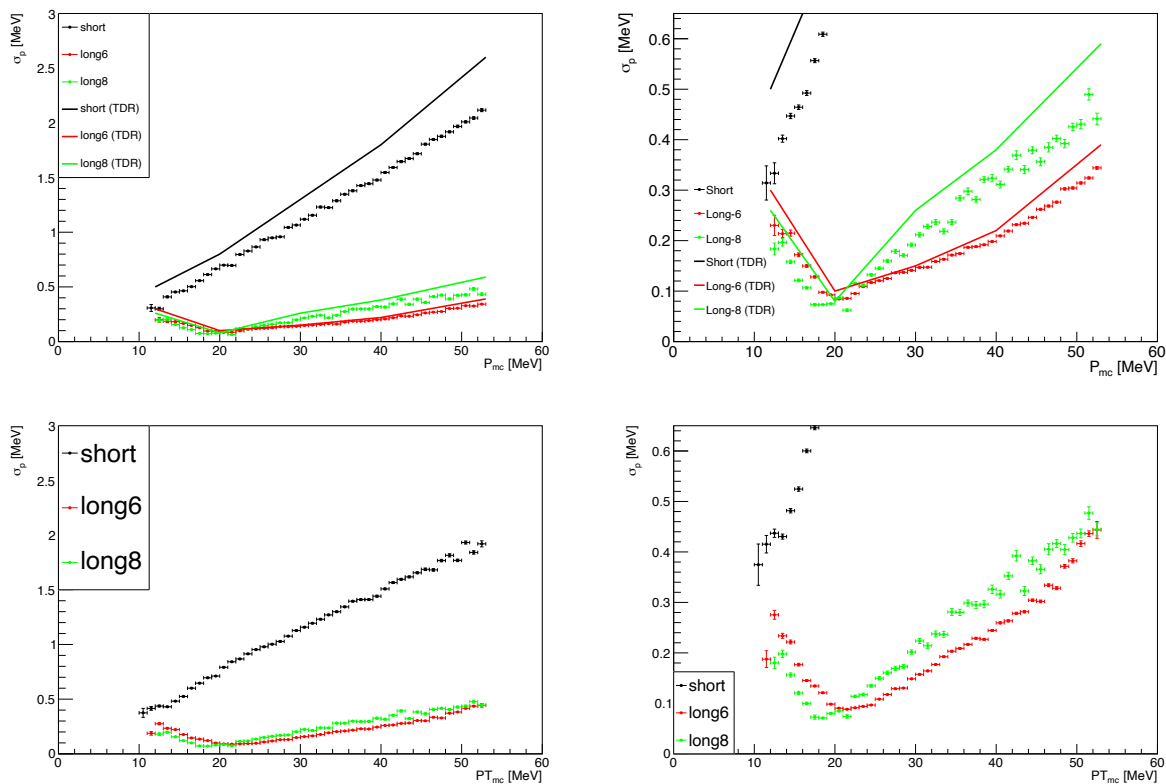 σp [MeV]
3
2.5
2
1.5
1
0.5
0
short
long6
long8
short (TDR)
long6 (TDR)
long8 (TDR)
0 10 20 30 40 50 60
Pmc [MeV]
σp [MeV]
0.6
0.5
0.4
0.3
0.2
0.1
0
Short
Long-6
Long-8
Short (TDR)
Long-6 (TDR)
Long-8 (TDR)
0 10 20 30 40 50 60
Pmc [MeV]
σp [MeV]
3
2.5
2
1.5
1
0.5
0
short
long6
long8
0 10 20 30 40 50 60
PTmc [MeV]
σp [MeV]
0.6
0.5
0.4
0.3
0.2
0.1
0
short
long6
long8
0 10 20 30 40 50 60
PTmc [MeV]